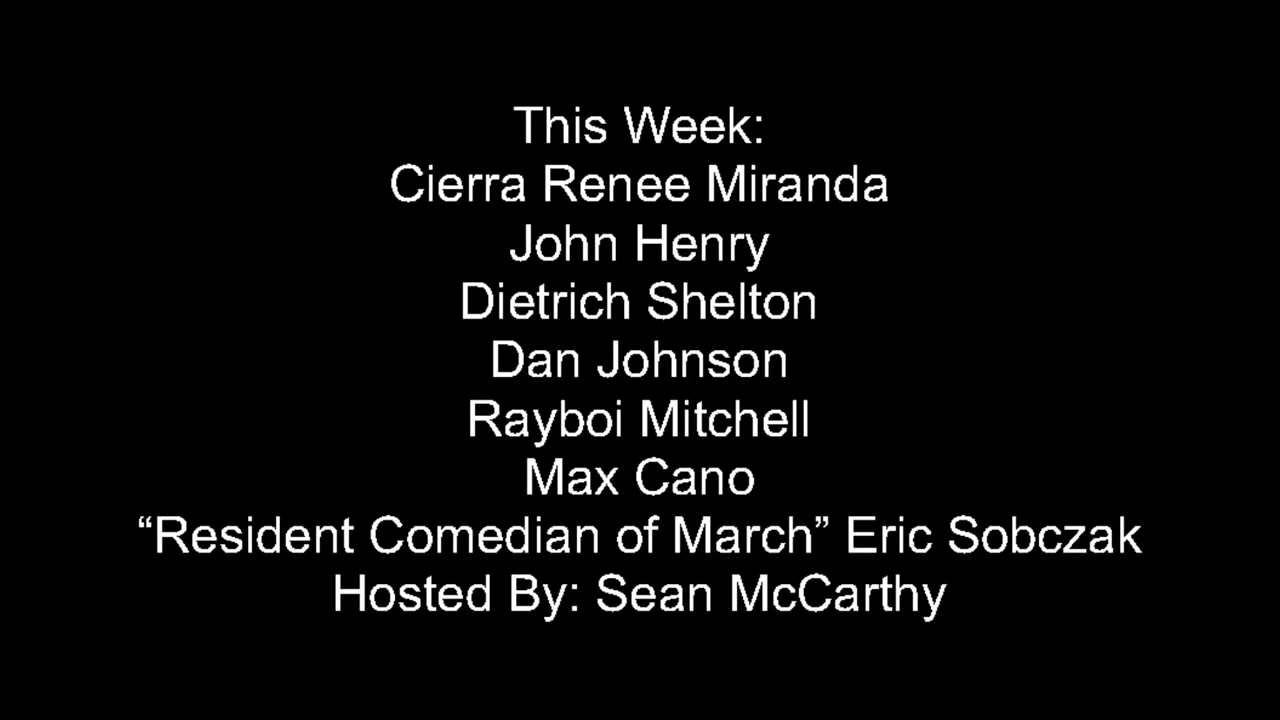 This Week:
Cierra Renee Miranda
John Henry
Dietrich Shelton
Dan Johnson
Rayboi Mitchell
Max Cano
“Resident Comedian of March” Eric Sobczak
Hosted By: Sean McCarthy